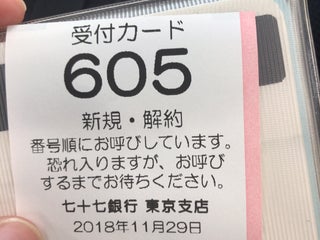 受付カード
605
新規・解約
番号順にお呼びしています。
恐れ入りますが、お呼び
するまでお待ちください。
七十七銀行 東京支店
2018年11月29日